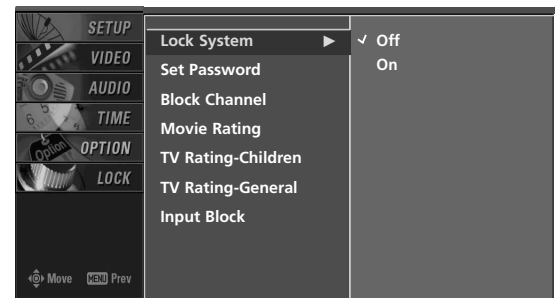 SETUP
VIDEO
AUDIO
TIME
OPTION
LOCK
Move MENU Prev
Lock System ▶
Set Password
Block Channel
Movie Rating
TV Rating-Children
TV Rating-General
Input Block
✓ Off
On
Option